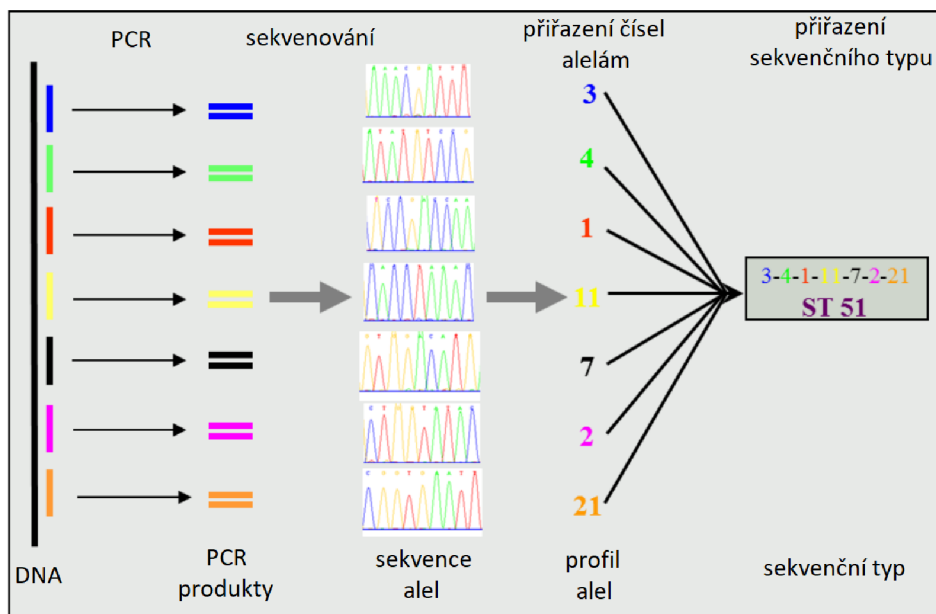 PCR
sekvenování
přiřazení čísel
alelám
přiřazení
sekvenčního typu
3
4
1
11
7
2
21
3-4-1-11-7-2-21
ST 51
DNA
PCR
produkty
sekvence
alel
profil
alel
sekvenční typ